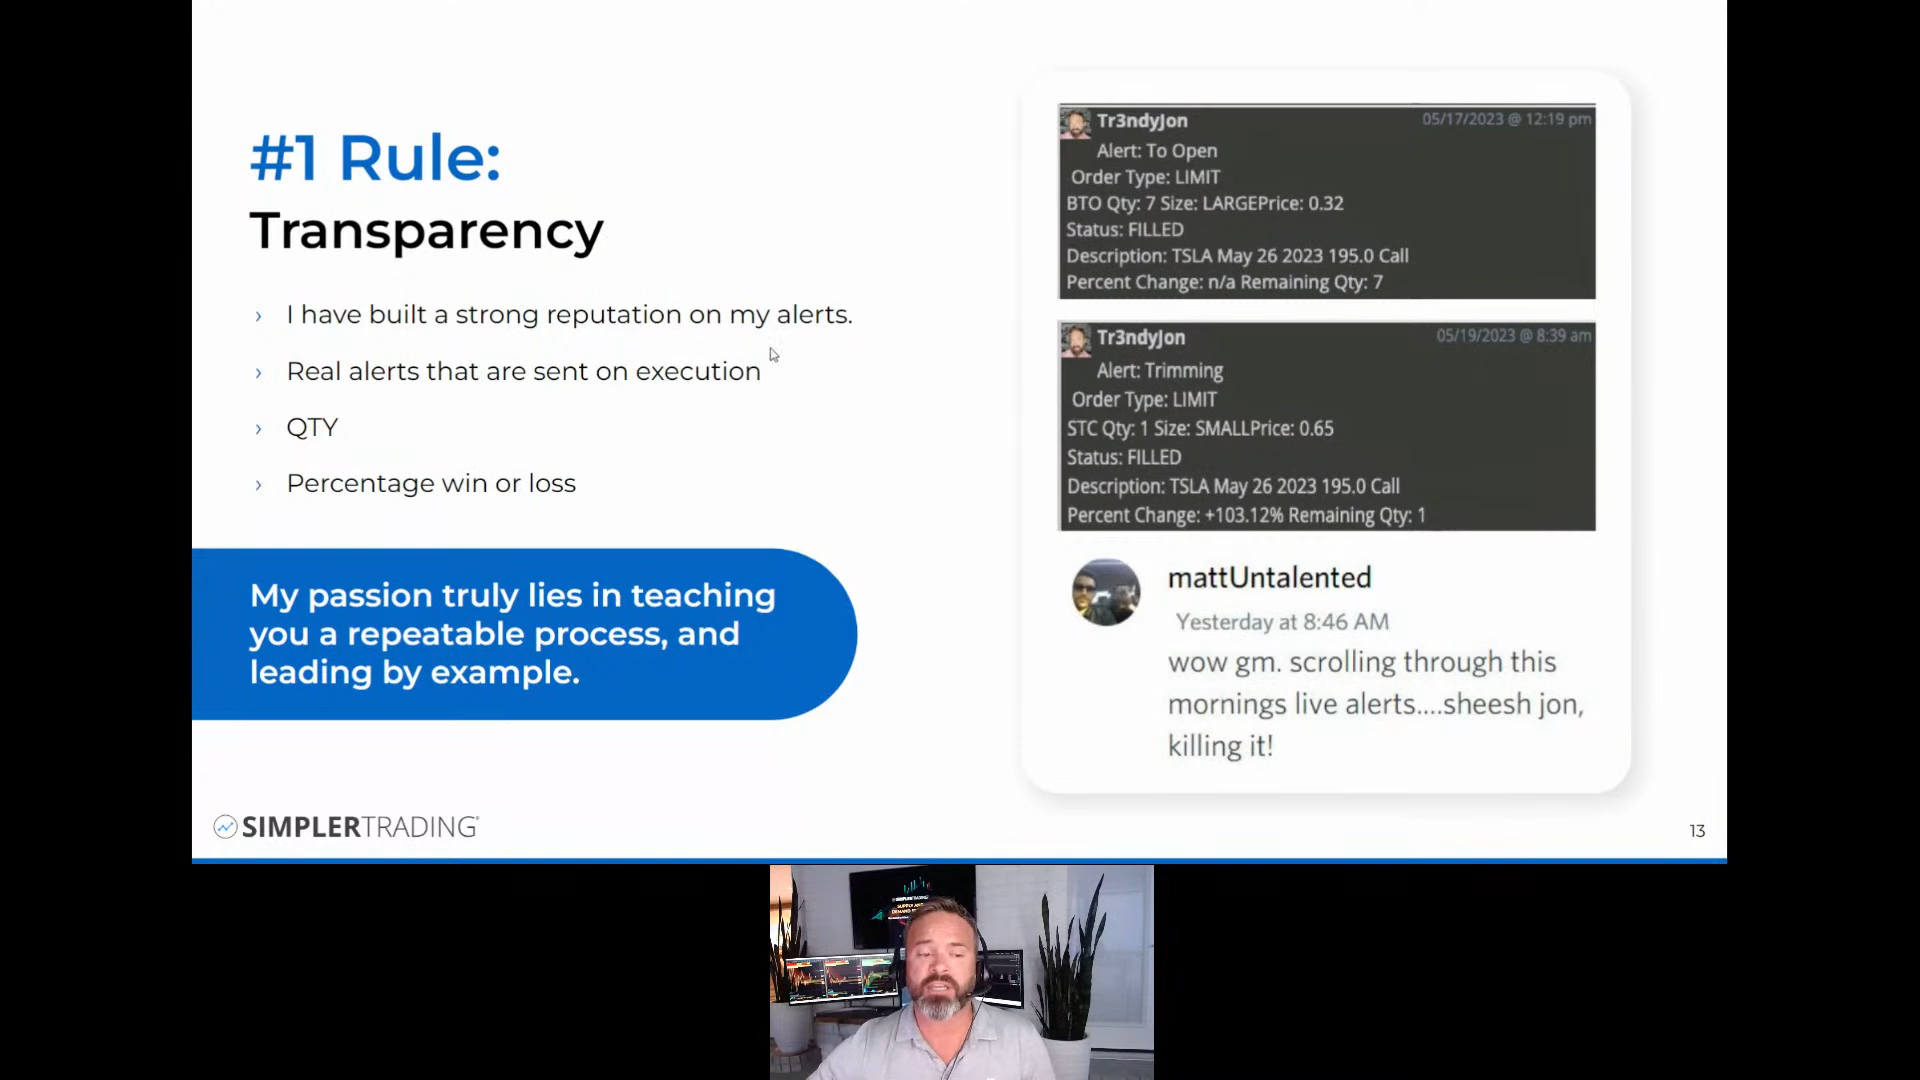 #1 Rule:
Transparency
I have built a strong reputation on my alerts.
Real alerts that are sent on execution
QTY
Percentage win or loss
My passion truly lies in teaching
you a repeatable process, and
leading by example.
SIMPLERTRADING
Tr3ndyJon 05/17/2023 @ 12:19 pm
Alert: To Open
Order Type: LIMIT
BTO Qty: 7 Size: LARGEPrice: 0.32
Status: FILLED
Description: TSLA May 26 2023 195.0 Call
Percent Change: n/a Remaining Qty: 7
Tr3ndyJon 05/19/2023 @ 8:39 am
Alert: Trimming
Order Type: LIMIT
STC Qty: 1 Size: SMALLPrice: 0.65
Status: FILLED
Description: TSLA May 26 2023 195.0 Call
Percent Change: +103.12% Remaining Qty: 1
mattUntalented
Yesterday at 8:46 AM
wow gm. scrolling through this
mornings live alerts....sheesh jon,
killing it!
13